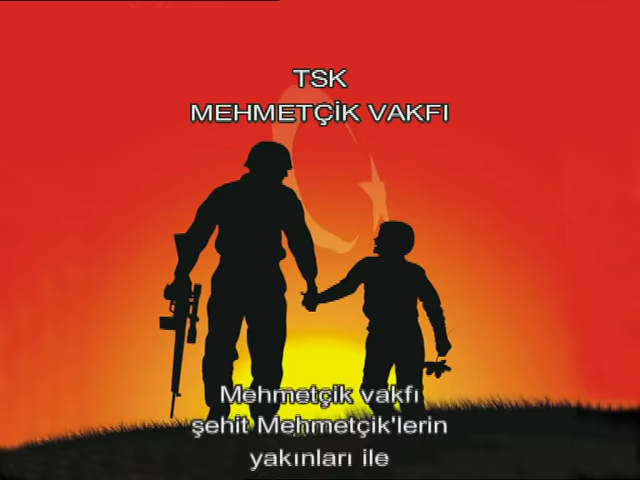 TSK
MEHMETÇİK VAKFI
Mehmetçik vakfı
şehit Mehmetçik'lerin
yakınları ile